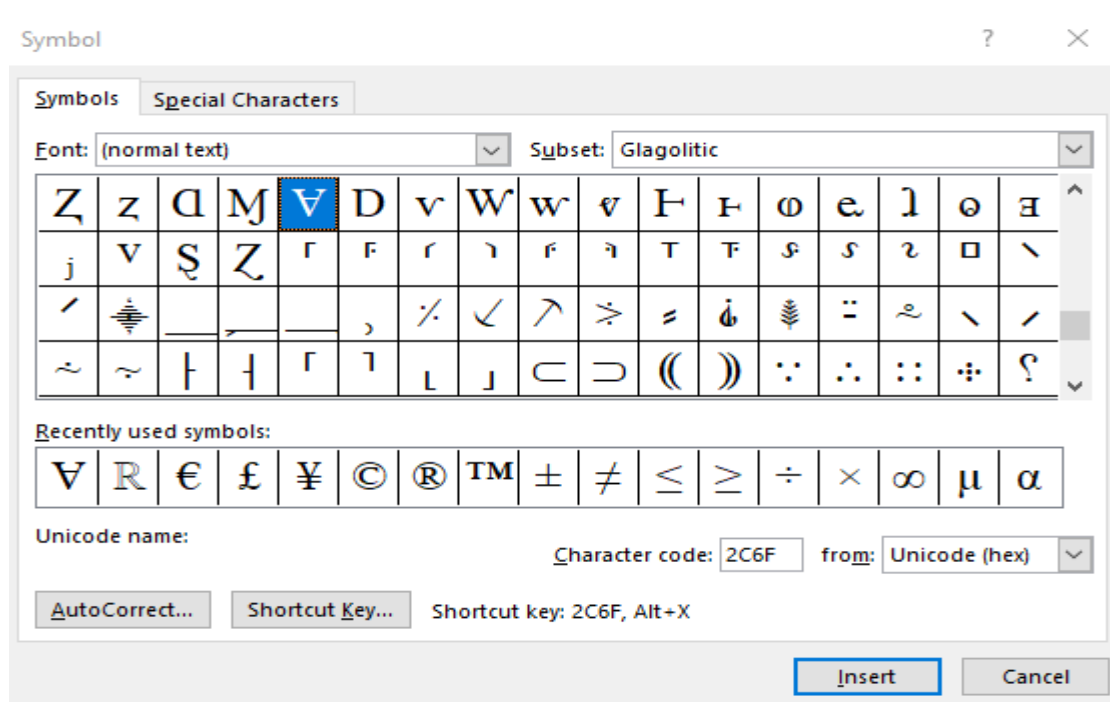 Symbol ? ×
Symbols Special Characters
Font: (normal text) Subset: Glagolitic
Ⱬ ⱬ Ɑ Ɱ Ɐ D ⱱ Ⱳ ⱳ ⱴ Ⱶ ⱶ ⱷ ⱸ ⱹ ⱺ ⱻ
ⱼ ⱽ Ȿ Ɀ ⸀ ⸁ ⸂ ⸃ ⸄ ⸅ ⸆ ⸇ ⸈ ⸉ ⸊ ⸋ ⸌
⸍ ⸎ ⸏ ⸐ ⸑ ⸒ ⸓ ⸔ ⸕ ⸖ ⸗ ⸘ ⸙ ⸚ ⸛ ⸜ ⸝
⸞ ⸟ ⸠ ⸡ ⸢ ⸣ ⸤ ⸥ ⸦ ⸧ ⸨ ⸩ ⸪ ⸫ ⸬ ⸭ ⸮
Recently used symbols:
Ɐ ℝ € £ ¥ © ® ™ ± ≠ ≤ ≥ ÷ × ∞ µ α
Unicode name:
Character code: 2C6F from: Unicode (hex)
AutoCorrect... Shortcut Key... Shortcut key: 2C6F, Alt+X
Insert Cancel